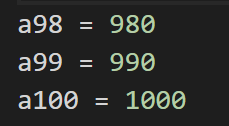 a98 = 980
a99 = 990
a100 = 1000